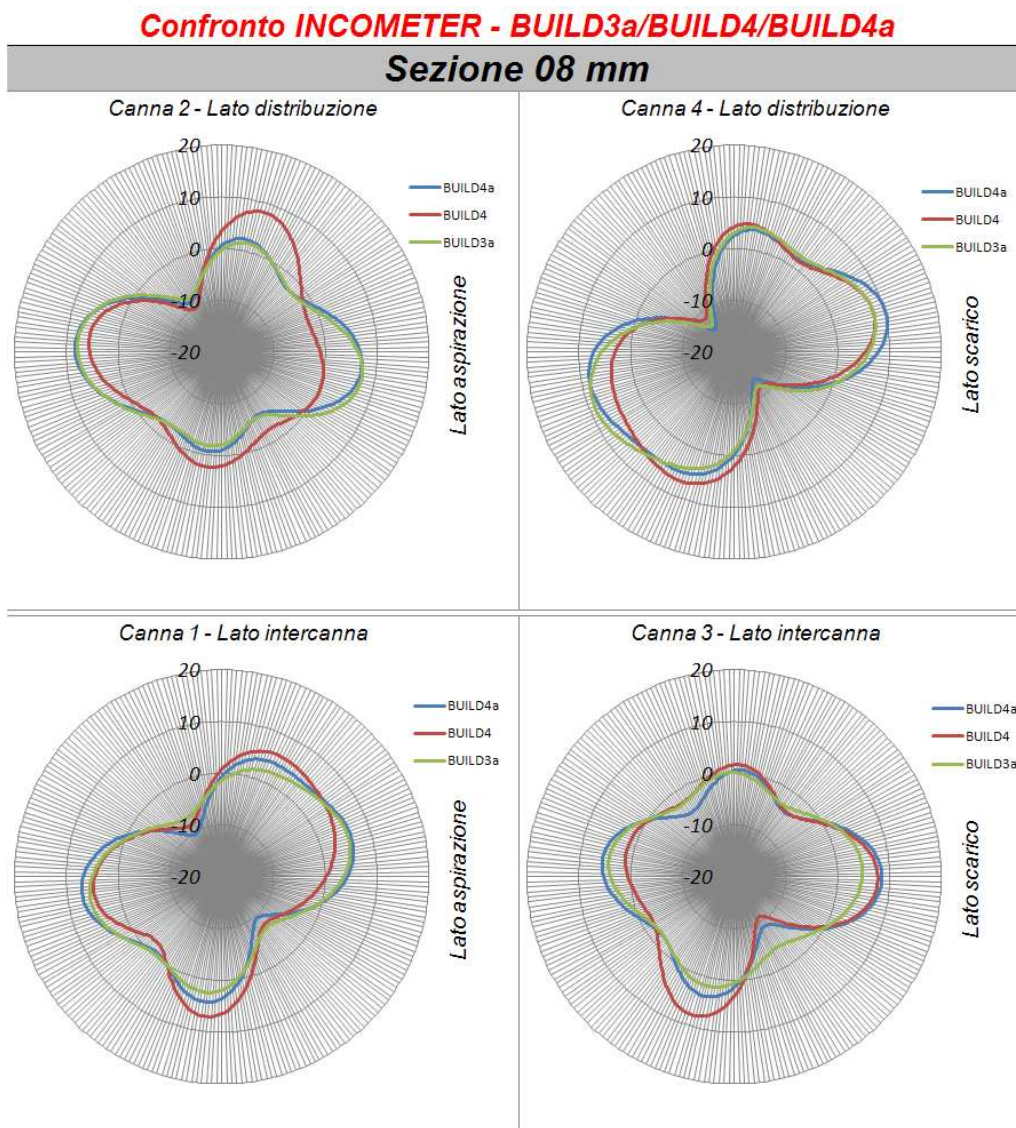 Confronto INCOMETER - BUILD3a/BUILD4/BUILD4a
Sezione 08 mm
Canna 2 - Lato distribuzione
20
10
0
-10
-20
BUILD4a
BUILD4
BUILD3a
Lato aspirazione
Canna 4 - Lato distribuzione
20
10
0
-10
-20
BUILD4a
BUILD4
BUILD3a
Lato scarico
Canna 1 - Lato intercanna
20
10
0
-10
-20
BUILD4a
BUILD4
BUILD3a
Lato aspirazione
Canna 3 - Lato intercanna
20
10
0
-10
-20
BUILD4a
BUILD4
BUILD3a
Lato scarico